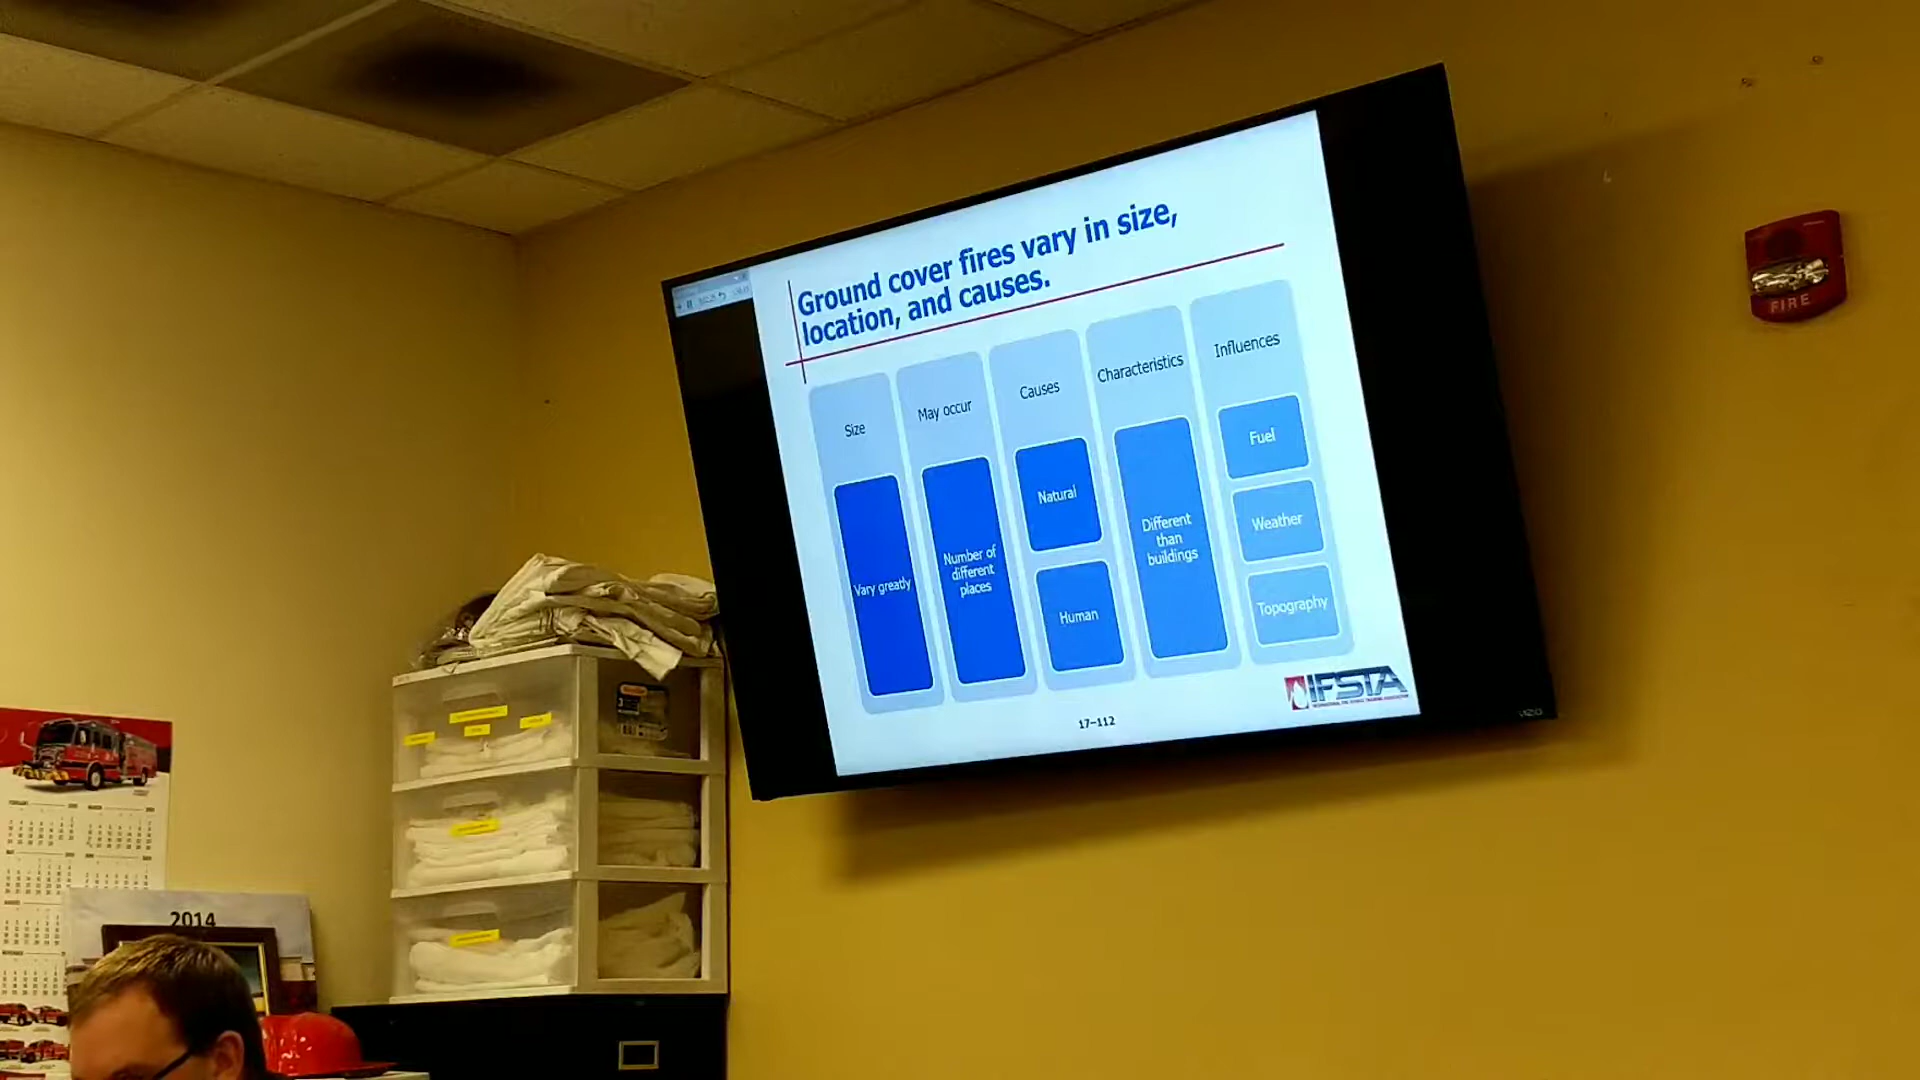 Ground cover fires vary in size,
location, and causes.
Size
May occur
Causes
Characteristics
Influences
Vary greatly
Number of
different
places
Natural
Human
Different
than
buildings
Fuel
Weather
Topography
17–112
IFSTA
VIZIO
FIRE
2014